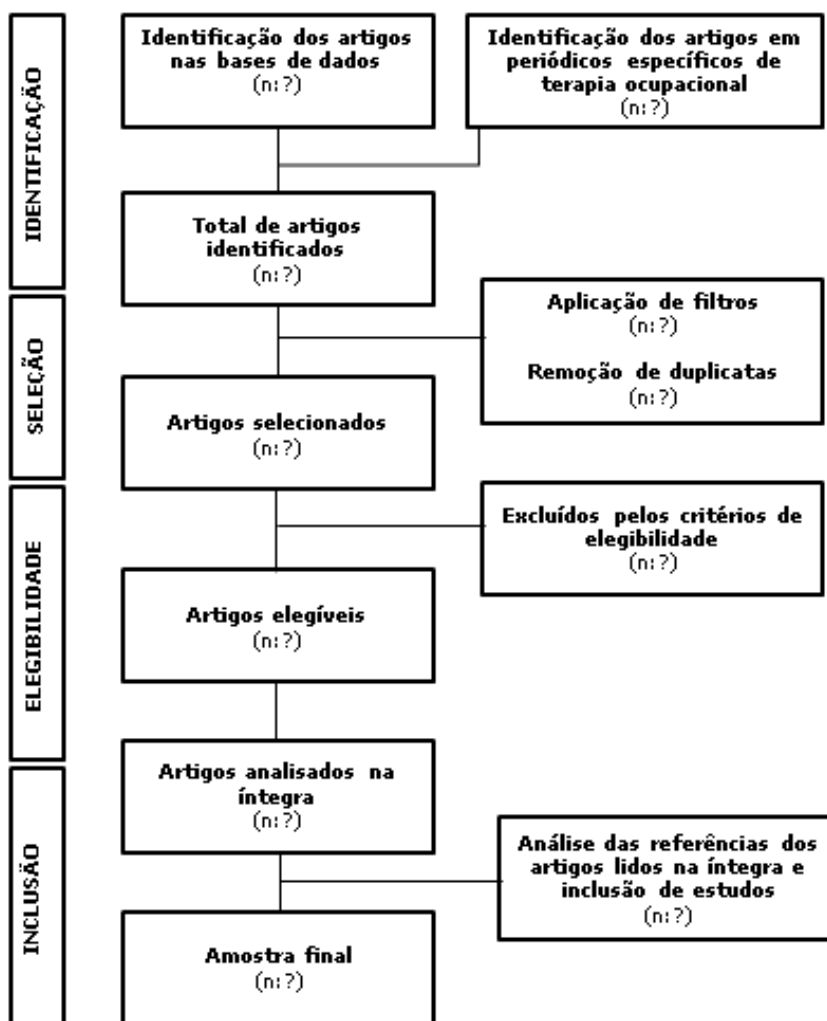 IDENTIFICAÇÃO
Identificação dos artigos
nas bases de dados
(n:?)
Identificação dos artigos em
periódicos específicos de
terapia ocupacional
(n:?)
Total de artigos
identificados
(n:?)
SELEÇÃO
Aplicação de filtros
(n:?)
Remoção de duplicatas
(n:?)
Artigos selecionados
(n:?)
ELEGIBILIDADE
Excluídos pelos critérios de
elegibilidade
(n:?)
Artigos elegíveis
(n:?)
Artigos analisados na
íntegra
(n:?)
INCLUSÃO
Análise das referências dos
artigos lidos na íntegra e
inclusão de estudos
(n:?)
Amostra final
(n:?)